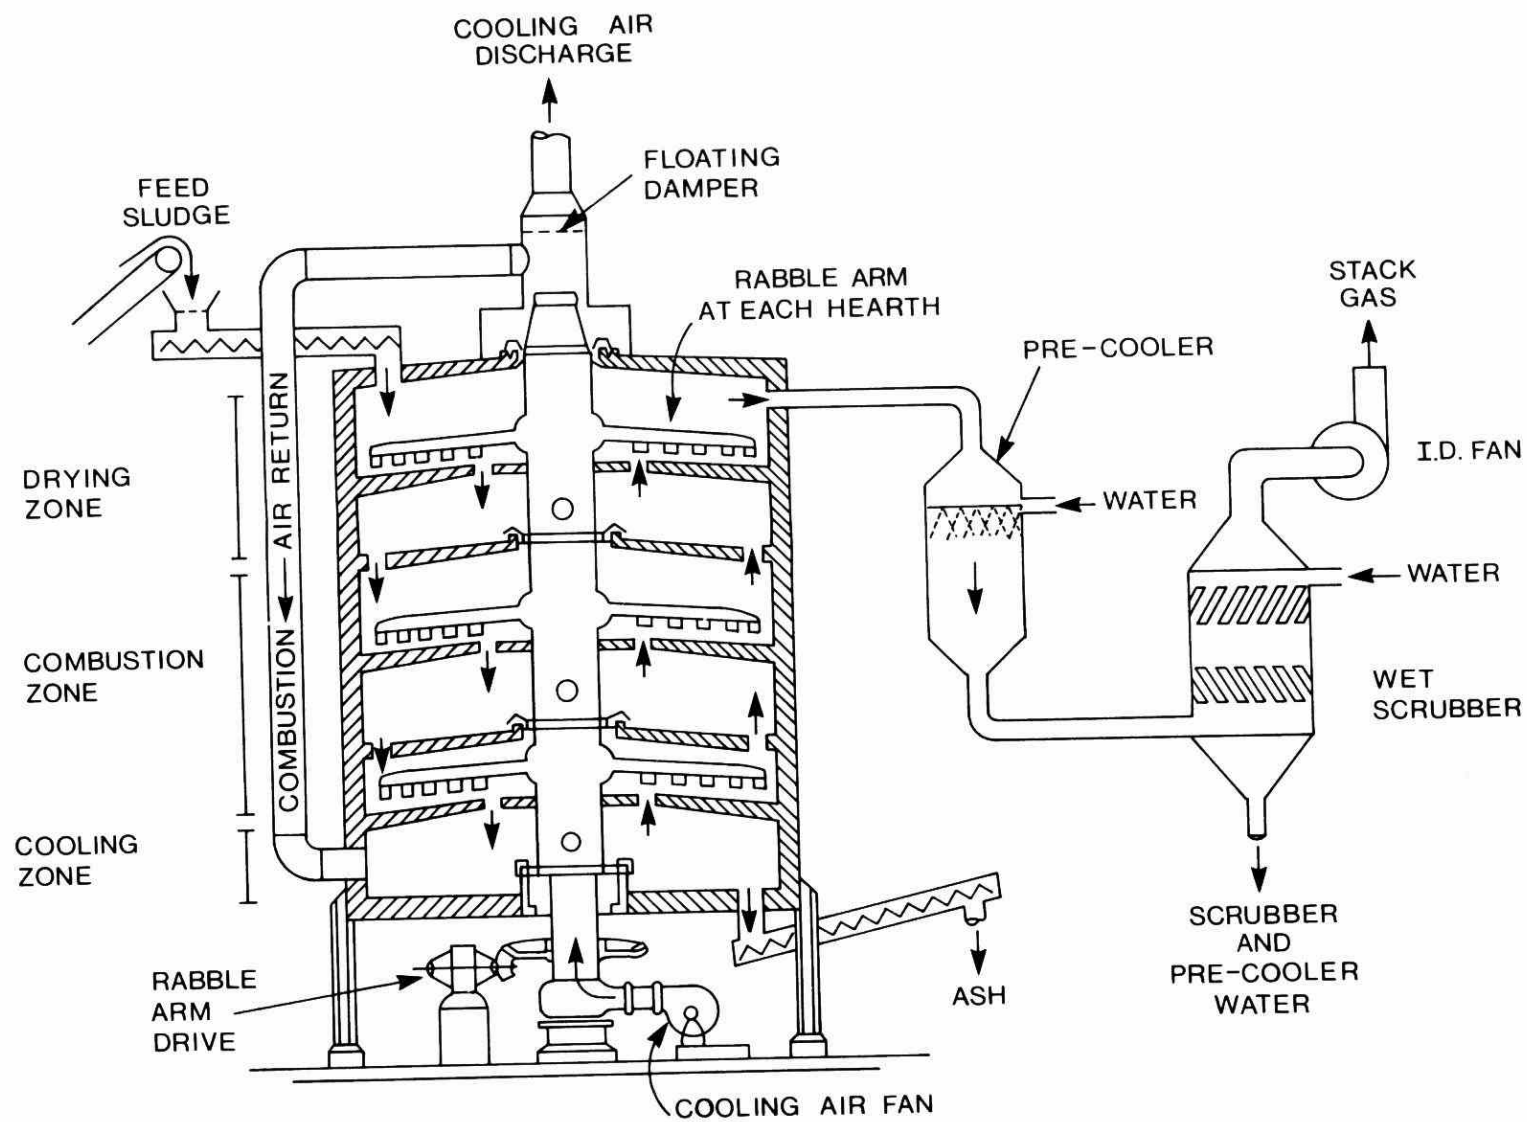 COOLING AIR
DISCHARGE
FLOATING
DAMPER
FEED
SLUDGE
RABBLE ARM
AT EACH HEARTH
STACK
GAS
PRE-COOLER
I.D. FAN
WATER
WATER
DRYING
ZONE
COMBUSTION
ZONE
COOLING
ZONE
COMBUSTION AIR RETURN
WET
SCRUBBER
SCRUBBER
AND
PRE-COOLER
WATER
ASH
RABBLE
ARM
DRIVE
COOLING AIR FAN